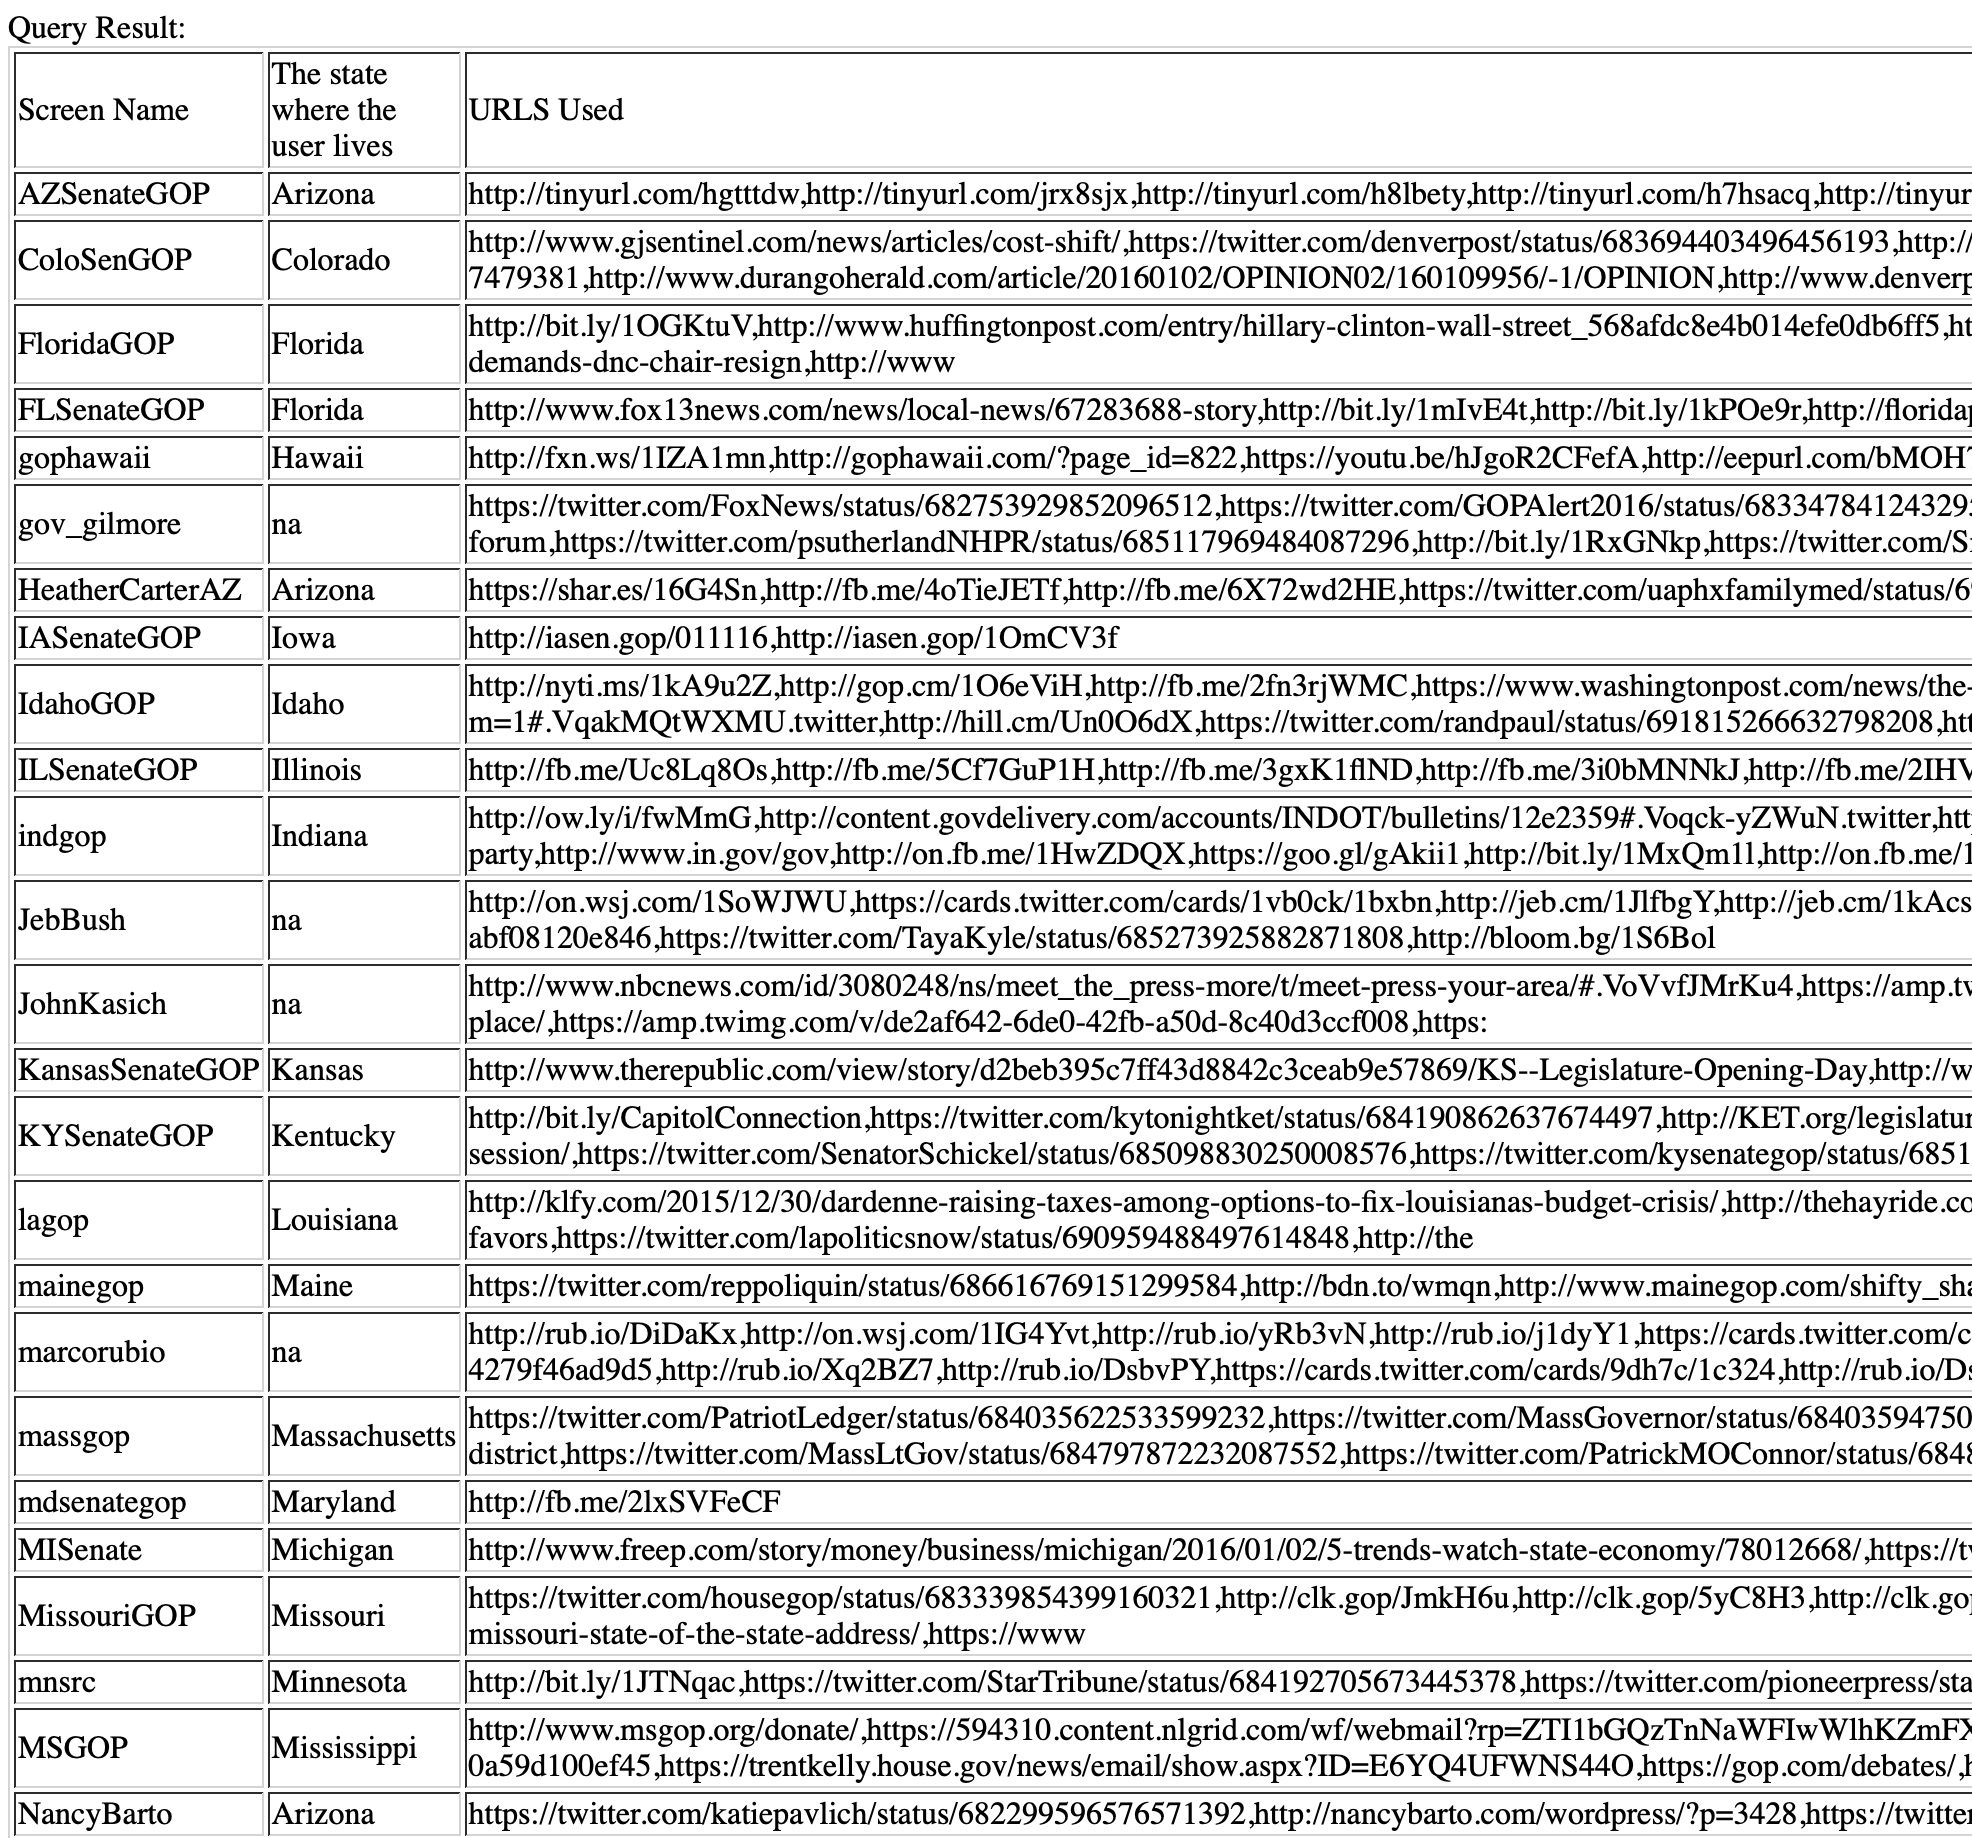 Query Result:
Screen Name
The state
where the
user lives
URLS Used
AZSenateGOP
Arizona
http://tinyurl.com/hgtttdw,http://tinyurl.com/jrx8sjx,http://tinyurl.com/h8lbety,http://tinyurl.com/h7hsacq,http://tinyur
ColoSenGOP
Colorado
http://www.gjsentinel.com/news/articles/cost-shift/,https://twitter.com/denverpost/status/683694403496456193,http://
7479381,http://www.durangoherald.com/article/20160102/OPINION02/160109956/-1/OPINION,http://www.denverp
FloridaGOP
Florida
http://bit.ly/1OGKtuV,http://www.huffingtonpost.com/entry/hillary-clinton-wall-street_568afdc8e4b014efe0db6ff5,ht
demands-dnc-chair-resign,http://www
FLSenateGOP
Florida
http://www.fox13news.com/news/local-news/67283688-story,http://bit.ly/1mIvE4t,http://bit.ly/1kPOe9r,http://floridap
gophawaii
Hawaii
http://fxn.ws/1IZA1mn,http://gophawaii.com/?page_id=822,https://youtu.be/hJgoR2CFefA,http://eepurl.com/bMOH
gov_gilmore
na
https://twitter.com/FoxNews/status/682753929852096512,https://twitter.com/GOPAlert2016/status/683347841243295
forum,https://twitter.com/psutherlandNHPR/status/685117969484087296,http://bit.ly/1RxGNkp,https://twitter.com/S
HeatherCarterAZ
Arizona
https://shar.es/16G4Sn,http://fb.me/4oTieJETf,http://fb.me/6X72wd2HE,https://twitter.com/uaphxfamilymed/status/6
IASenateGOP
Iowa
http://iasen.gop/011116,http://iasen.gop/1OmCV3f
IdahoGOP
Idaho
http://nyti.ms/1kA9u2Z,http://gop.cm/1O6eViH,http://fb.me/2fn3rjWMC,https://www.washingtonpost.com/news/the-
m=1#.VqakMQtWXMU.twitter,http://hill.cm/Un0O6dX,https://twitter.com/randpaul/status/691815266632798208,htt
ILSenateGOP
Illinois
http://fb.me/Uc8Lq8Os,http://fb.me/5Cf7GuP1H,http://fb.me/3gxK1flND,http://fb.me/3i0bMNNkJ,http://fb.me/2IHV
indgop
Indiana
http://ow.ly/i/fwMmG,http://content.govdelivery.com/accounts/INDOT/bulletins/12e2359#.Voqck-yZWuN.twitter,htt
party,http://www.in.gov/gov,http://on.fb.me/1HwZDQX,https://goo.gl/gAkii1,http://bit.ly/1MxQm1l,http://on.fb.me/1
JebBush
na
http://on.wsj.com/1SoWJWU,https://cards.twitter.com/cards/1vb0ck/1bxbn,http://jeb.cm/1JlfbgY,http://jeb.cm/1kAcs
abf08120e846,https://twitter.com/TayaKyle/status/685273925882871808,http://bloom.bg/1S6Bol
JohnKasich
na
http://www.nbcnews.com/id/3080248/ns/meet_the_press-more/t/meet-press-your-area/#.VoVvfJMrKu4,https://amp.tw
place/,https://amp.twimg.com/v/de2af642-6de0-42fb-a50d-8c40d3ccf008,https:
KansasSenateGOP
Kansas
http://www.therepublic.com/view/story/d2beb395c7ff43d8842c3ceab9e57869/KS--Legislature-Opening-Day,http://w
KYSenateGOP
Kentucky
http://bit.ly/CapitolConnection,https://twitter.com/kytonightket/status/684190862637674497,http://KET.org/legislatur
session/,https://twitter.com/SenatorSchickel/status/685098830250008576,https://twitter.com/kysenategop/status/6851
lagop
Louisiana
http://klfy.com/2015/12/30/dardenne-raising-taxes-among-options-to-fix-louisianas-budget-crisis/,http://thehayride.co
favors,https://twitter.com/lapoliticsnow/status/690959488497614848,http://the
mainegop
Maine
https://twitter.com/reppoliquin/status/686616769151299584,http://bdn.to/wmqn,http://www.mainegop.com/shifty_sha
marcorubio
na
http://rub.io/DiDaKx,http://on.wsj.com/1IG4Yvt,http://rub.io/yRb3vN,http://rub.io/j1dyY1,https://cards.twitter.com/c
4279f46ad9d5,http://rub.io/Xq2BZ7,http://rub.io/DsbvPY,https://cards.twitter.com/cards/9dh7c/1c324,http://rub.io/Ds
massgop
Massachusetts
https://twitter.com/PatriotLedger/status/684035622533599232,https://twitter.com/MassGovernor/status/68403594750
district,https://twitter.com/MassLtGov/status/684797872232087552,https://twitter.com/PatrickMOConnor/status/6848
mdsenategop
Maryland
http://fb.me/2lxSVFeCF
MISenate
Michigan
http://www.freep.com/story/money/business/michigan/2016/01/02/5-trends-watch-state-economy/78012668/,https://tw
MissouriGOP
Missouri
https://twitter.com/housegop/status/683339854399160321,http://clk.gop/JmkH6u,http://clk.gop/5yC8H3,http://clk.gop
missouri-state-of-the-state-address/,https://www
mnsrc
Minnesota
http://bit.ly/1JTNqac,https://twitter.com/StarTribune/status/684192705673445378,https://twitter.com/pioneerpress/sta
MSGOP
Mississippi
http://www.msgop.org/donate/,https://594310.content.nlgrid.com/wf/webmail?rp=ZTI1bGQzTnNaWFIwWlhKZmFX
0a59d100ef45,https://trentkelly.house.gov/news/email/show.aspx?ID=E6YQ4UFWNS44O,https://gop.com/debates/,h
NancyBarto
Arizona
https://twitter.com/katiepavlich/status/682299596576571392,http://nancybarto.com/wordpress/?p=3428,https://twitter